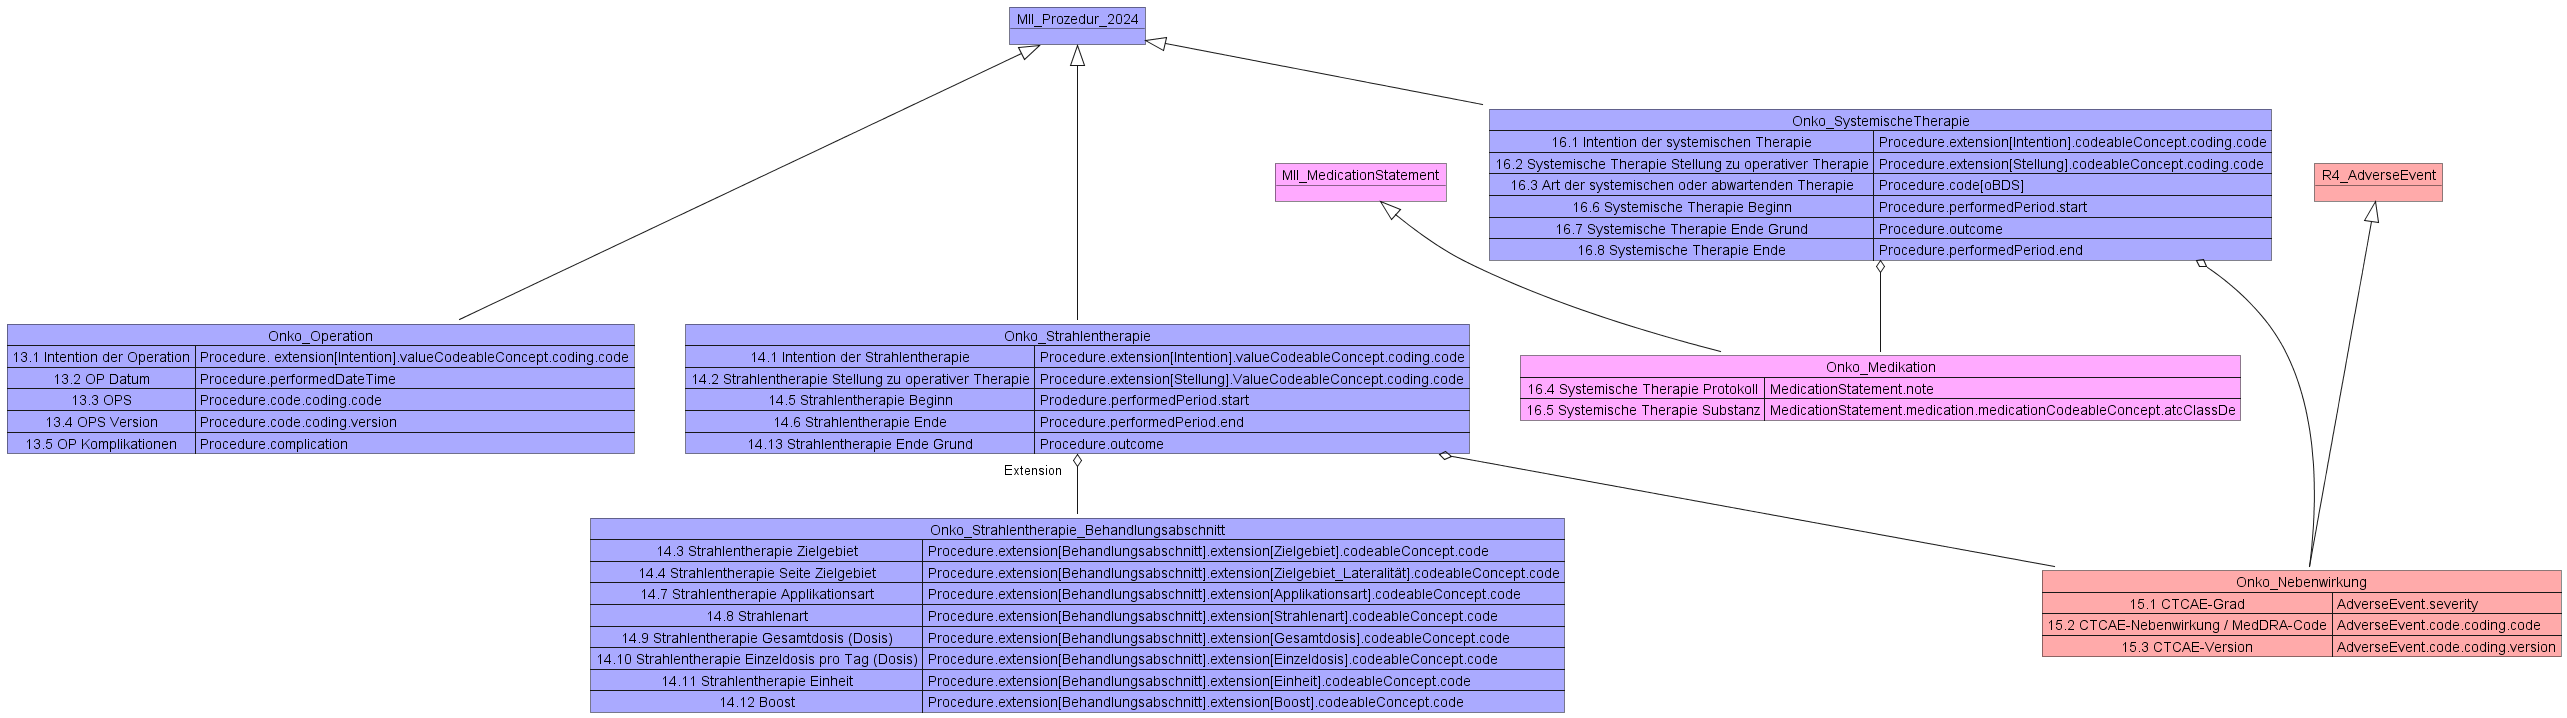 MII_Prozedur_2024
Onko_SystemischeTherapie
16.1 Intention der systemischen Therapie Procedure.extension[Intention].codeableConcept.coding.code
16.2 Systemische Therapie Stellung zu operativer Therapie Procedure.extension[Stellung].codeableConcept.coding.code
16.3 Art der systemischen oder abwartenden Therapie Procedure.code[oBDS]
16.6 Systemische Therapie Beginn Procedure.performedPeriod.start
16.7 Systemische Therapie Ende Grund Procedure.outcome
16.8 Systemische Therapie Ende Procedure.performedPeriod.end
MII_MedicationStatement
R4_AdverseEvent
Onko_Operation
13.1 Intention der Operation Procedure. extension[Intention].valueCodeableConcept.coding.code
13.2 OP Datum Procedure.performedDateTime
13.3 OPS Procedure.code.coding.code
13.4 OPS Version Procedure.code.coding.version
13.5 OP Komplikationen Procedure.complication
Onko_Strahlentherapie
14.1 Intention der Strahlentherapie Procedure.extension[Intention].valueCodeableConcept.coding.code
14.2 Strahlentherapie Stellung zu operativer Therapie Procedure.extension[Stellung].ValueCodeableConcept.coding.code
14.5 Strahlentherapie Beginn Prodedure.performedPeriod.start
14.6 Strahlentherapie Ende Procedure.performedPeriod.end
14.13 Strahlentherapie Ende Grund Procedure.outcome
Onko_Medikation
16.4 Systemische Therapie Protokoll MedicationStatement.note
16.5 Systemische Therapie Substanz MedicationStatement.medication.medicationCodeableConcept.atcClassDe
Extension
Onko_Strahlentherapie_Behandlungsabschnitt
14.3 Strahlentherapie Zielgebiet Procedure.extension[Behandlungsabschnitt].extension[Zielgebiet].codeableConcept.code
14.4 Strahlentherapie Seite Zielgebiet Procedure.extension[Behandlungsabschnitt].extension[Zielgebiet_Lateralität].codeableConcept.code
14.7 Strahlentherapie Applikationsart Procedure.extension[Behandlungsabschnitt].extension[Applikationsart].codeableConcept.code
14.8 Strahlenart Procedure.extension[Behandlungsabschnitt].extension[Strahlenart].codeableConcept.code
14.9 Strahlentherapie Gesamtdosis (Dosis) Procedure.extension[Behandlungsabschnitt].extension[Gesamtdosis].codeableConcept.code
14.10 Strahlentherapie Einzeldosis pro Tag (Dosis) Procedure.extension[Behandlungsabschnitt].extension[Einzeldosis].codeableConcept.code
14.11 Strahlentherapie Einheit Procedure.extension[Behandlungsabschnitt].extension[Einheit].codeableConcept.code
14.12 Boost Procedure.extension[Behandlungsabschnitt].extension[Boost].codeableConcept.code
Onko_Nebenwirkung
15.1 CTCAE-Grad AdverseEvent.severity
15.2 CTCAE-Nebenwirkung / MedDRA-Code AdverseEvent.code.coding.code
15.3 CTCAE-Version AdverseEvent.code.coding.version